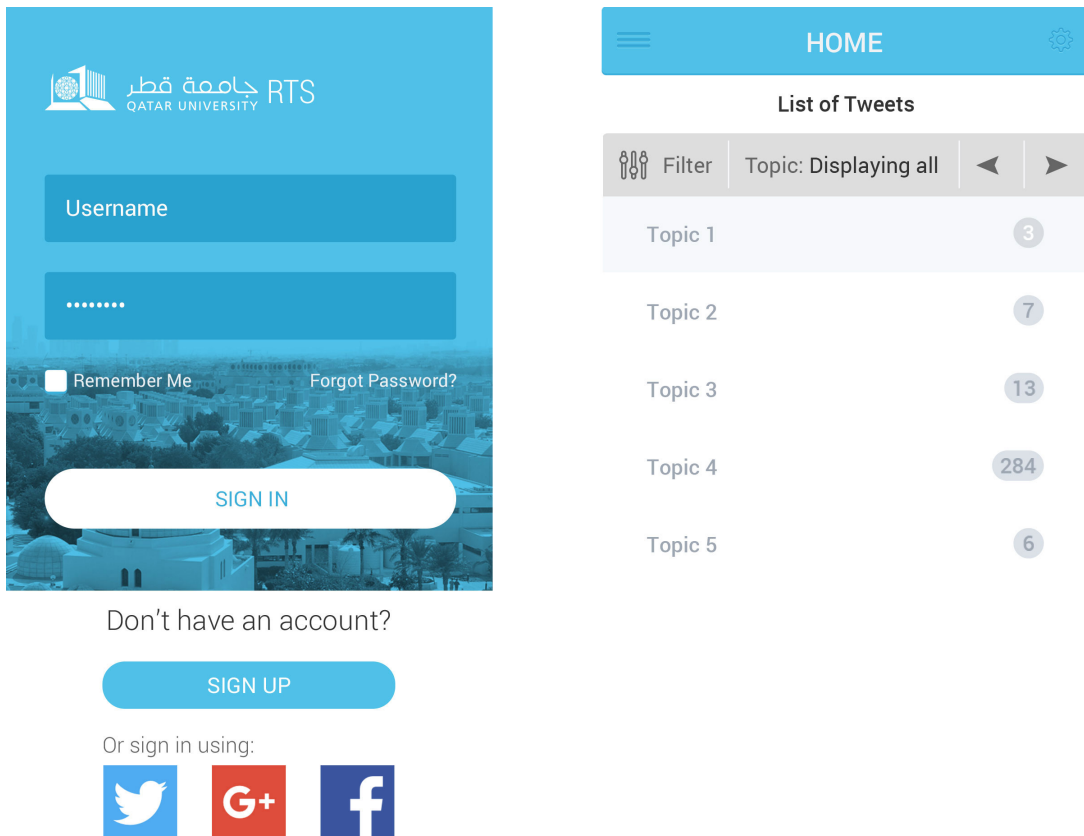 جامعة قطر RTS
QATAR UNIVERSITY
Username
••••••••
Remember Me
Forgot Password?
SIGN IN
Don't have an account?
SIGN UP
Or sign in using:
G+
f
HOME
List of Tweets
Filter
Topic: Displaying all
Topic 1 3
Topic 2 7
Topic 3 13
Topic 4 284
Topic 5 6